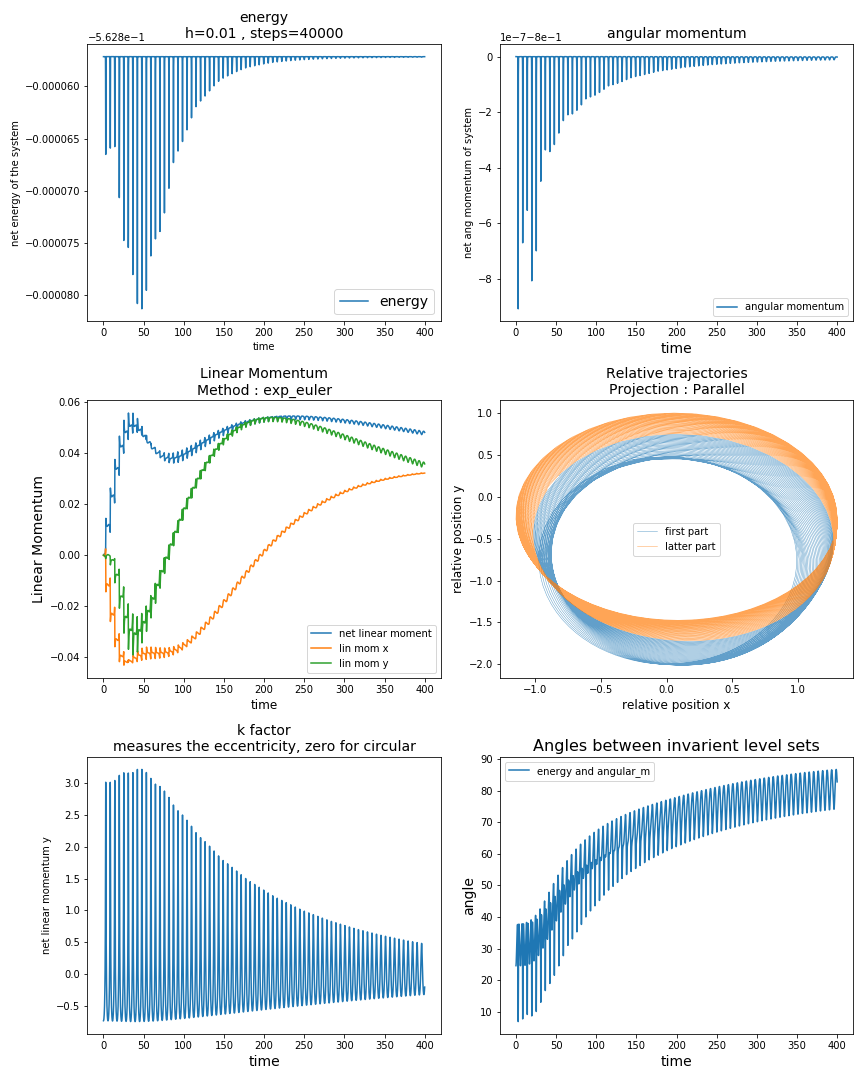 energy
h=0.01 , steps=40000
−5.628e−1
−0.000060
−0.000065
−0.000070
−0.000075
−0.000080
net energy of the system
energy
0 50 100 150 200 250 300 350 400
time
angular momentum
1e−7−8e−1
0
−2
−4
−6
−8
net ang momentum of system
angular momentum
0 50 100 150 200 250 300 350 400
time
Linear Momentum
Method : exp_euler
0.06
0.04
0.02
0.00
−0.02
−0.04
Linear Momentum
net linear moment
lin mom x
lin mom y
0 50 100 150 200 250 300 350 400
time
Relative trajectories
Projection : Parallel
1.0
0.5
0.0
−0.5
−1.0
−1.5
−2.0
relative position y
first part
latter part
−1.0 −0.5 0.0 0.5 1.0
relative position x
k factor
measures the eccentricity, zero for circular
3.0
2.5
2.0
1.5
1.0
0.5
0.0
−0.5
net linear momentum y
0 50 100 150 200 250 300 350 400
time
Angles between invarient level sets
90
80
70
60
50
40
30
20
10
angle
energy and angular_m
0 50 100 150 200 250 300 350 400
time